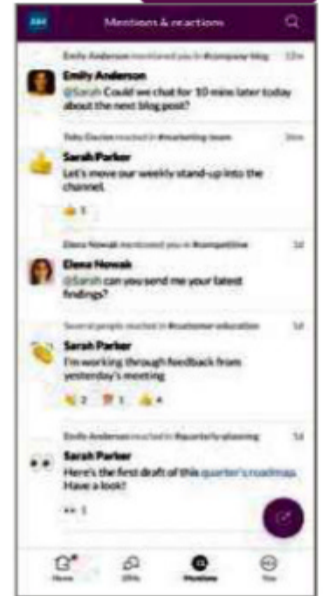 Mentions & reactions
Emily Anderson mentioned you in #company-blog 12m
Emily Anderson
@Sarah Could we chat for 10 mins later today
about the next blog post?
reacted in #marketing-team
Sarah Parker
Let's move our weekly stand-up into the
channel.
Elena Nowak mentioned you in #competitive 1d
Elena Nowak
@Sarah can you send me your latest
findings?
Several people reacted in #customer-education 1d
Sarah Parker
I'm working through feedback from
yesterday's meeting
2 1 4
Emily Anderson reacted in #quarterly-planning
Sarah Parker
Here's the first draft of this quarter's roadmap.
Have a look!
1
Home DMs Mentions You